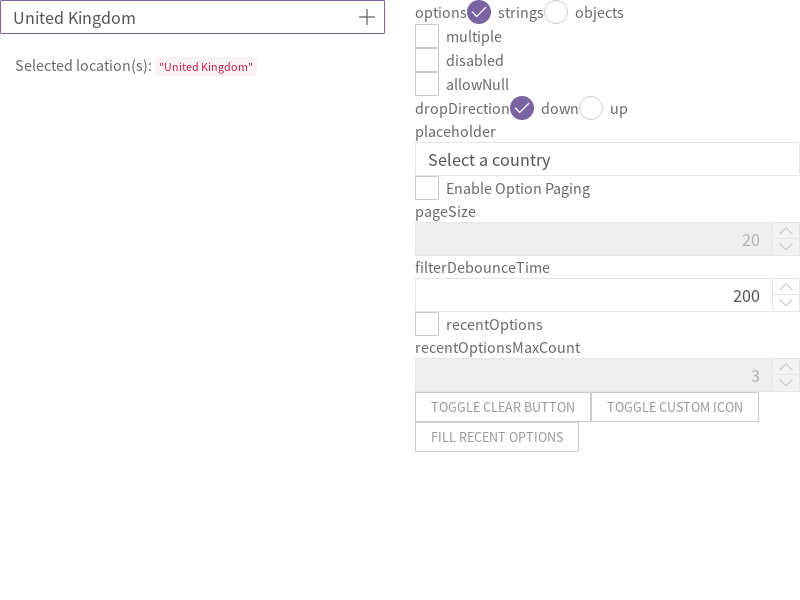 United Kingdom
Selected location(s): "United Kingdom"
options strings objects
multiple
disabled
allowNull
dropDirection down up
placeholder
Select a country
Enable Option Paging
pageSize
20
filterDebounceTime
200
recentOptions
recentOptionsMaxCount
3
TOGGLE CLEAR BUTTON TOGGLE CUSTOM ICON
FILL RECENT OPTIONS